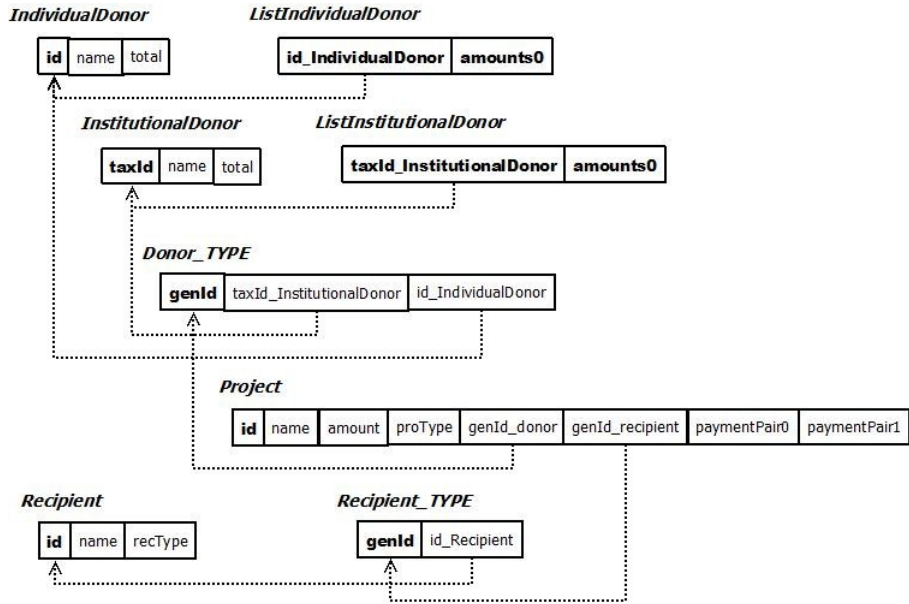 IndividualDonor ListIndividualDonor
id name total id_IndividualDonor amounts0
InstitutionalDonor ListInstitutionalDonor
taxId name total taxId_InstitutionalDonor amounts0
Donor_TYPE
genId taxId_InstitutionalDonor id_IndividualDonor
Project
id name amount proType genId_donor genId_recipient paymentPair0 paymentPair1
Recipient Recipient_TYPE
id name recType genId id_Recipient